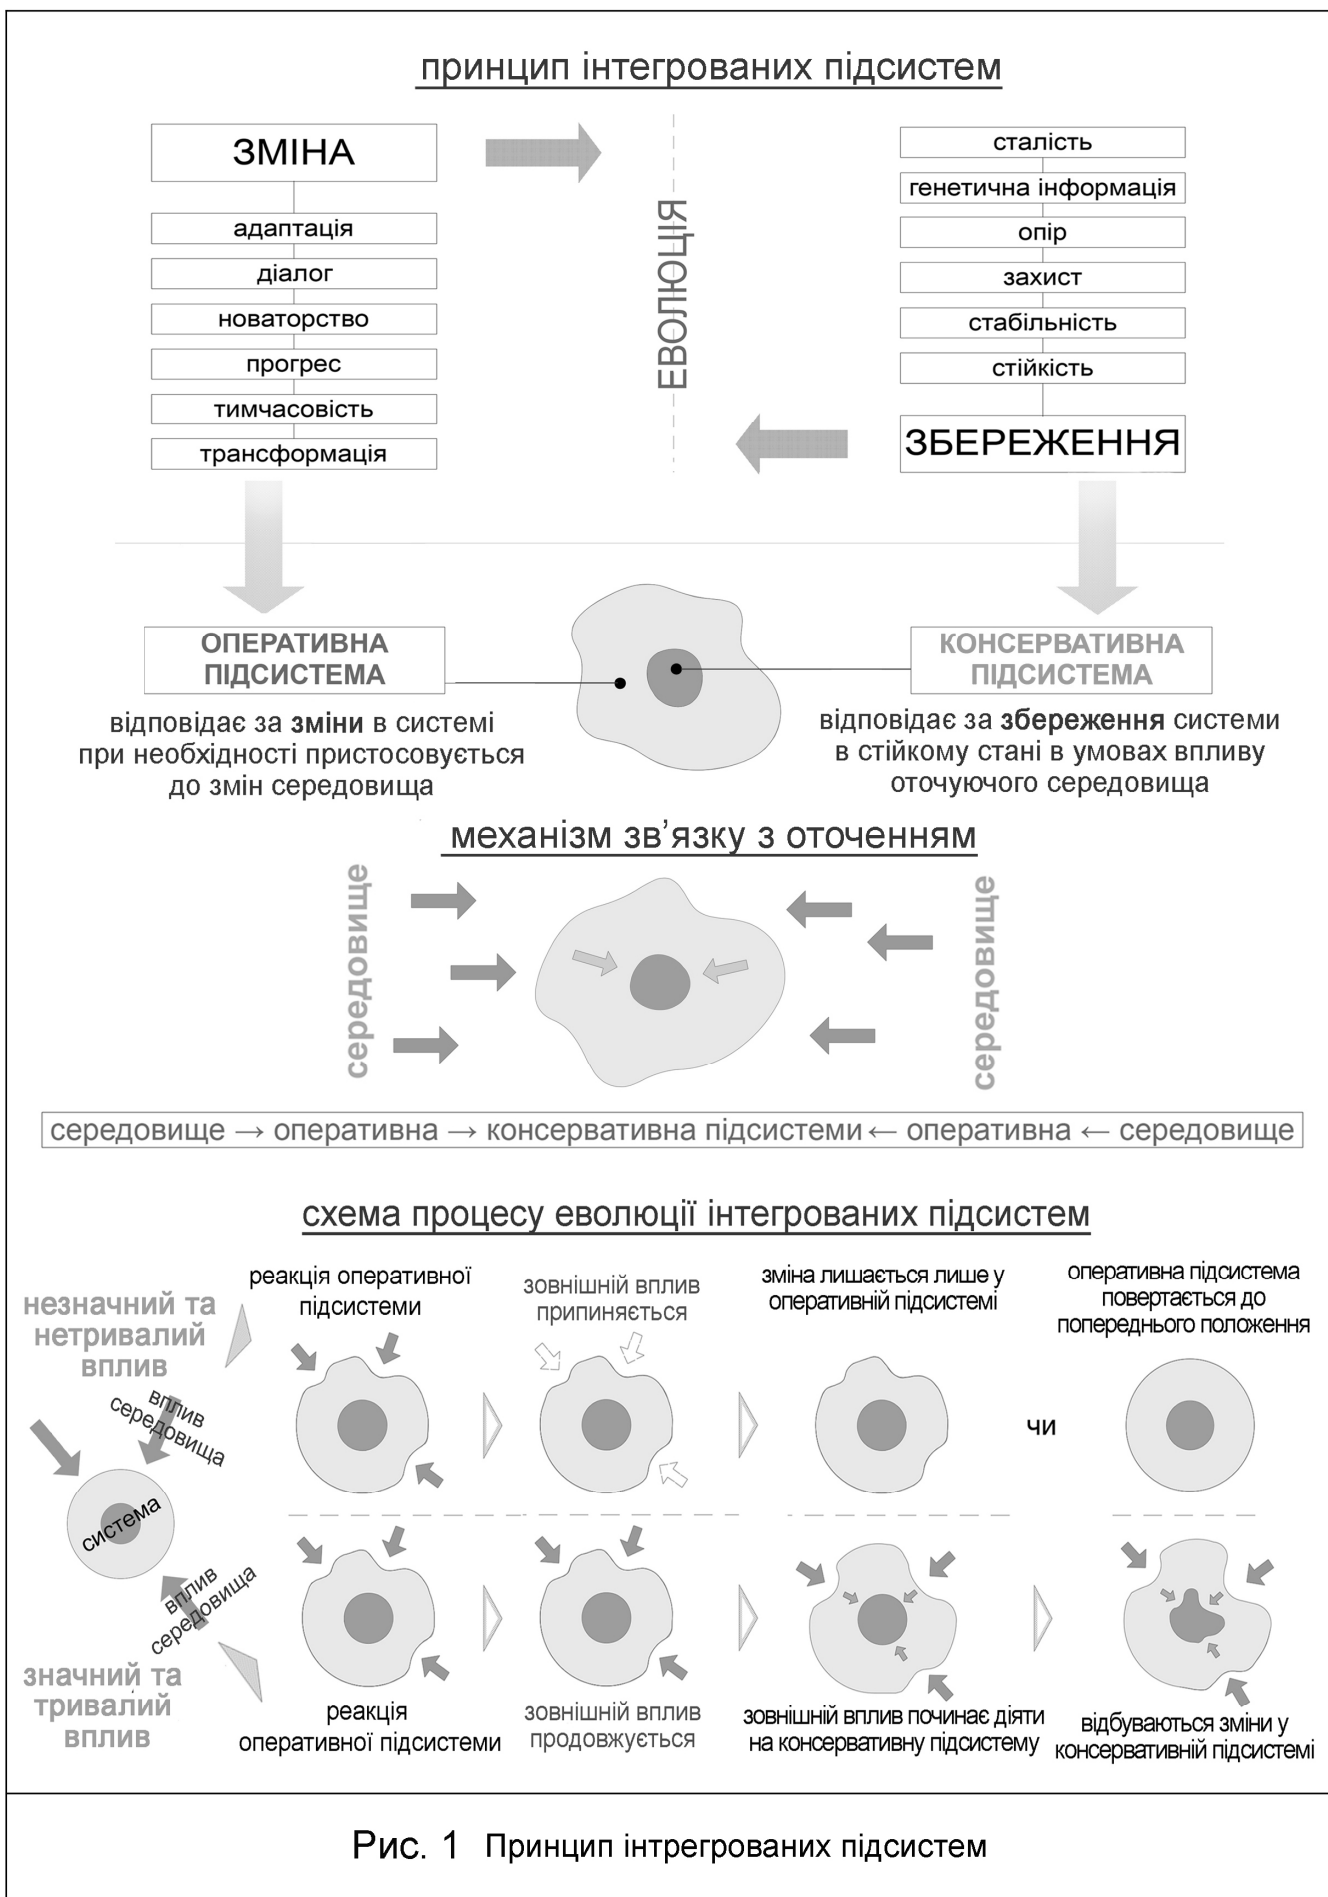 принцип інтегрованих підсистем
ЗМІНА
адаптація
діалог
новаторство
прогрес
тимчасовість
трансформація
ЕВОЛЮЦІЯ
сталість
генетична інформація
опір
захист
стабільність
стійкість
ЗБЕРЕЖЕННЯ
ОПЕРАТИВНА
ПІДСИСТЕМА
відповідає за зміни в системі
при необхідності пристосовується
до змін середовища
КОНСЕРВАТИВНА
ПІДСИСТЕМА
відповідає за збереження системи
в стійкому стані в умовах впливу
оточуючого середовища
механізм зв’язку з оточенням
середовище
середовище
середовище → оперативна → консервативна підсистеми ← оперативна ← середовище
схема процесу еволюції інтегрованих підсистем
незначний та
нетривалий
вплив
реакція оперативної
підсистеми
зовнішній вплив
припиняється
зміна лишається лише у
оперативній підсистемі
чи
оперативна підсистема
повертається до
попереднього положення
вплив
середовища
система
вплив
середовища
значний та
тривалий
вплив
реакція
оперативної підсистеми
зовнішній вплив
продовжується
зовнішній вплив починає діяти
на консервативну підсистему
відбуваються зміни у
консервативній підсистемі
Рис. 1 Принцип інтрегрованих підсистем